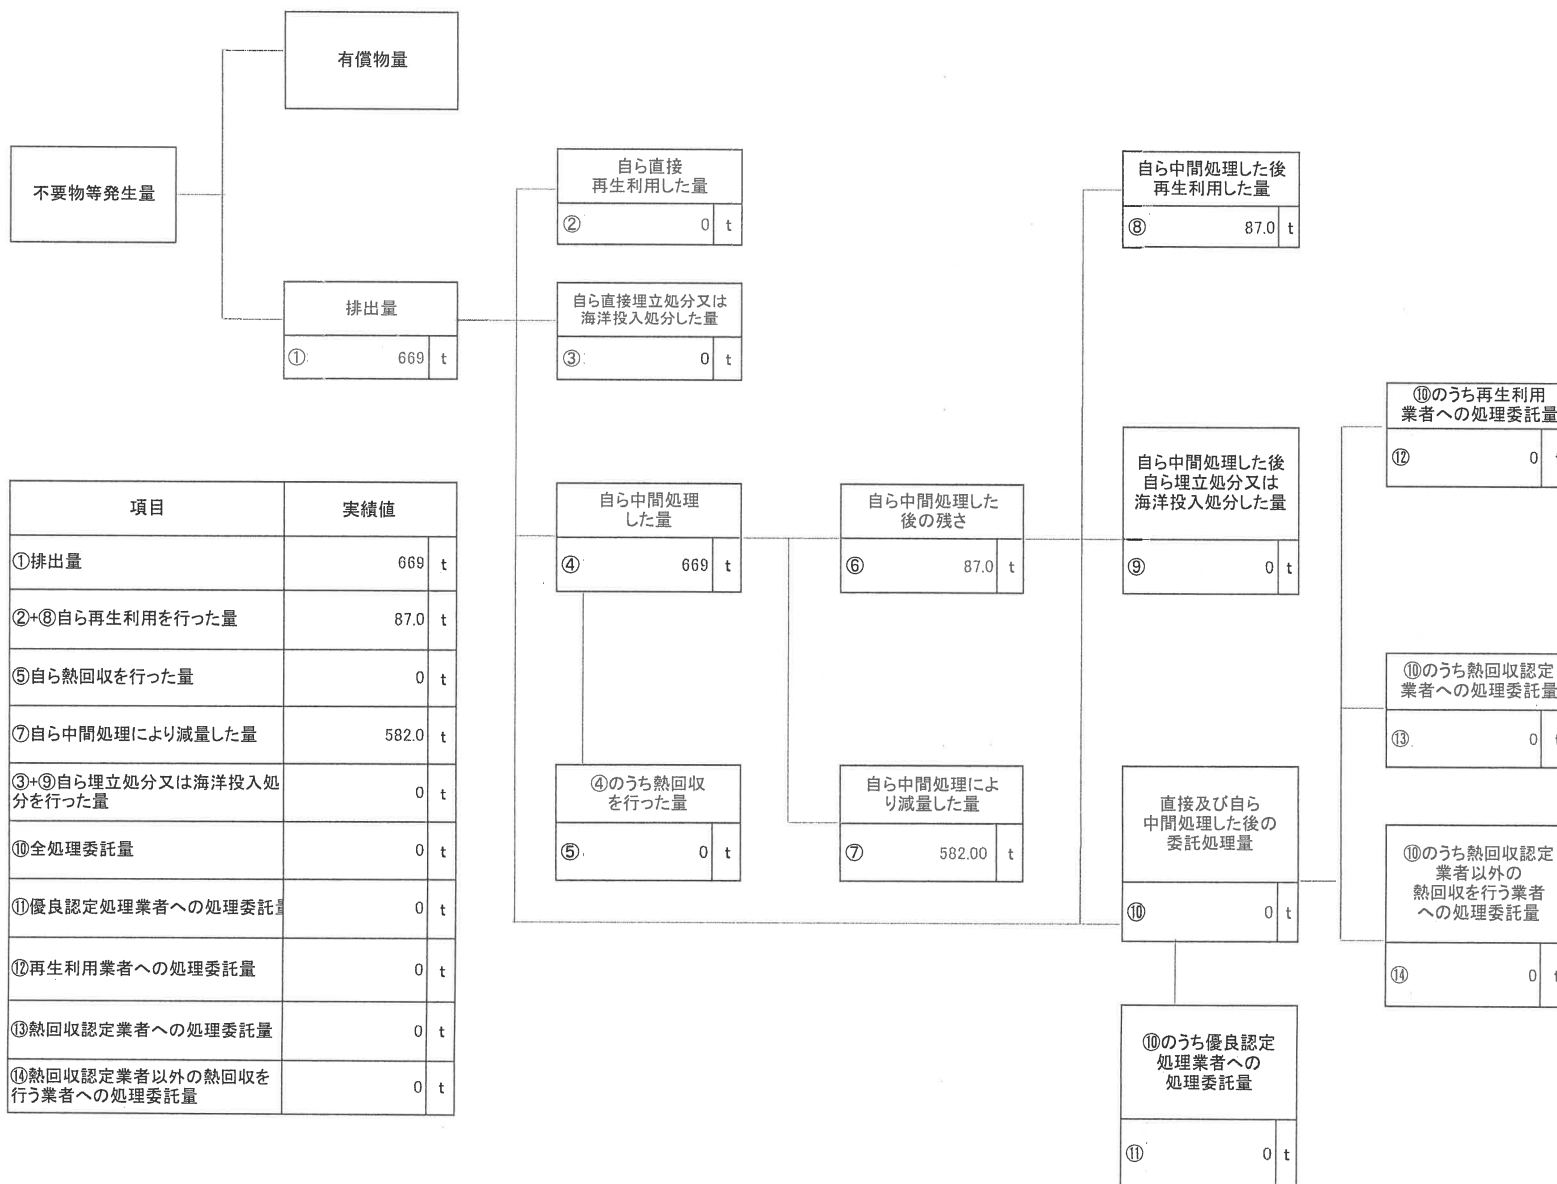 有償物量
不要物等発生量
排出量
①: 669 t
自ら直接
再生利用した量
② 0 t
自ら直接埋立処分又は
海洋投入処分した量
③: 0 t
自ら中間処理
した量
④ 669 t
④のうち熱回収
を行った量
⑤. 0 t
自ら中間処理した
後の残さ
⑥ 87.0 t
自ら中間処理によ
り減量した量
⑦ 582.00 t
自ら中間処理した後
再生利用した量
⑧ 87.0 t
自ら中間処理した後
自ら埋立処分又は
海洋投入処分した量
⑨ 0 t
直接及び自ら
中間処理した後の
委託処理量
⑩ 0 t
⑩のうち優良認定
処理業者への
処理委託量
⑪ 0 t
⑩のうち再生利用
業者への処理委託量
⑫ 0
⑩のうち熱回収認定
業者への処理委託量
⑬ 0
⑩のうち熱回収認定
業者以外の
熱回収を行う業者
への処理委託量
⑭ 0
項目 実績値
①排出量 669 t
②+⑧自ら再生利用を行った量 87.0 t
⑤自ら熱回収を行った量 0 t
⑦自ら中間処理により減量した量 582.0 t
③+⑨自ら埋立処分又は海洋投入処
分を行った量 0 t
⑩全処理委託量 0 t
⑪優良認定処理業者への処理委託 0 t
⑫再生利用業者への処理委託量 0 t
⑬熱回収認定業者への処理委託量 0 t
⑭熱回収認定業者以外の熱回収を
行う業者への処理委託量 0 t